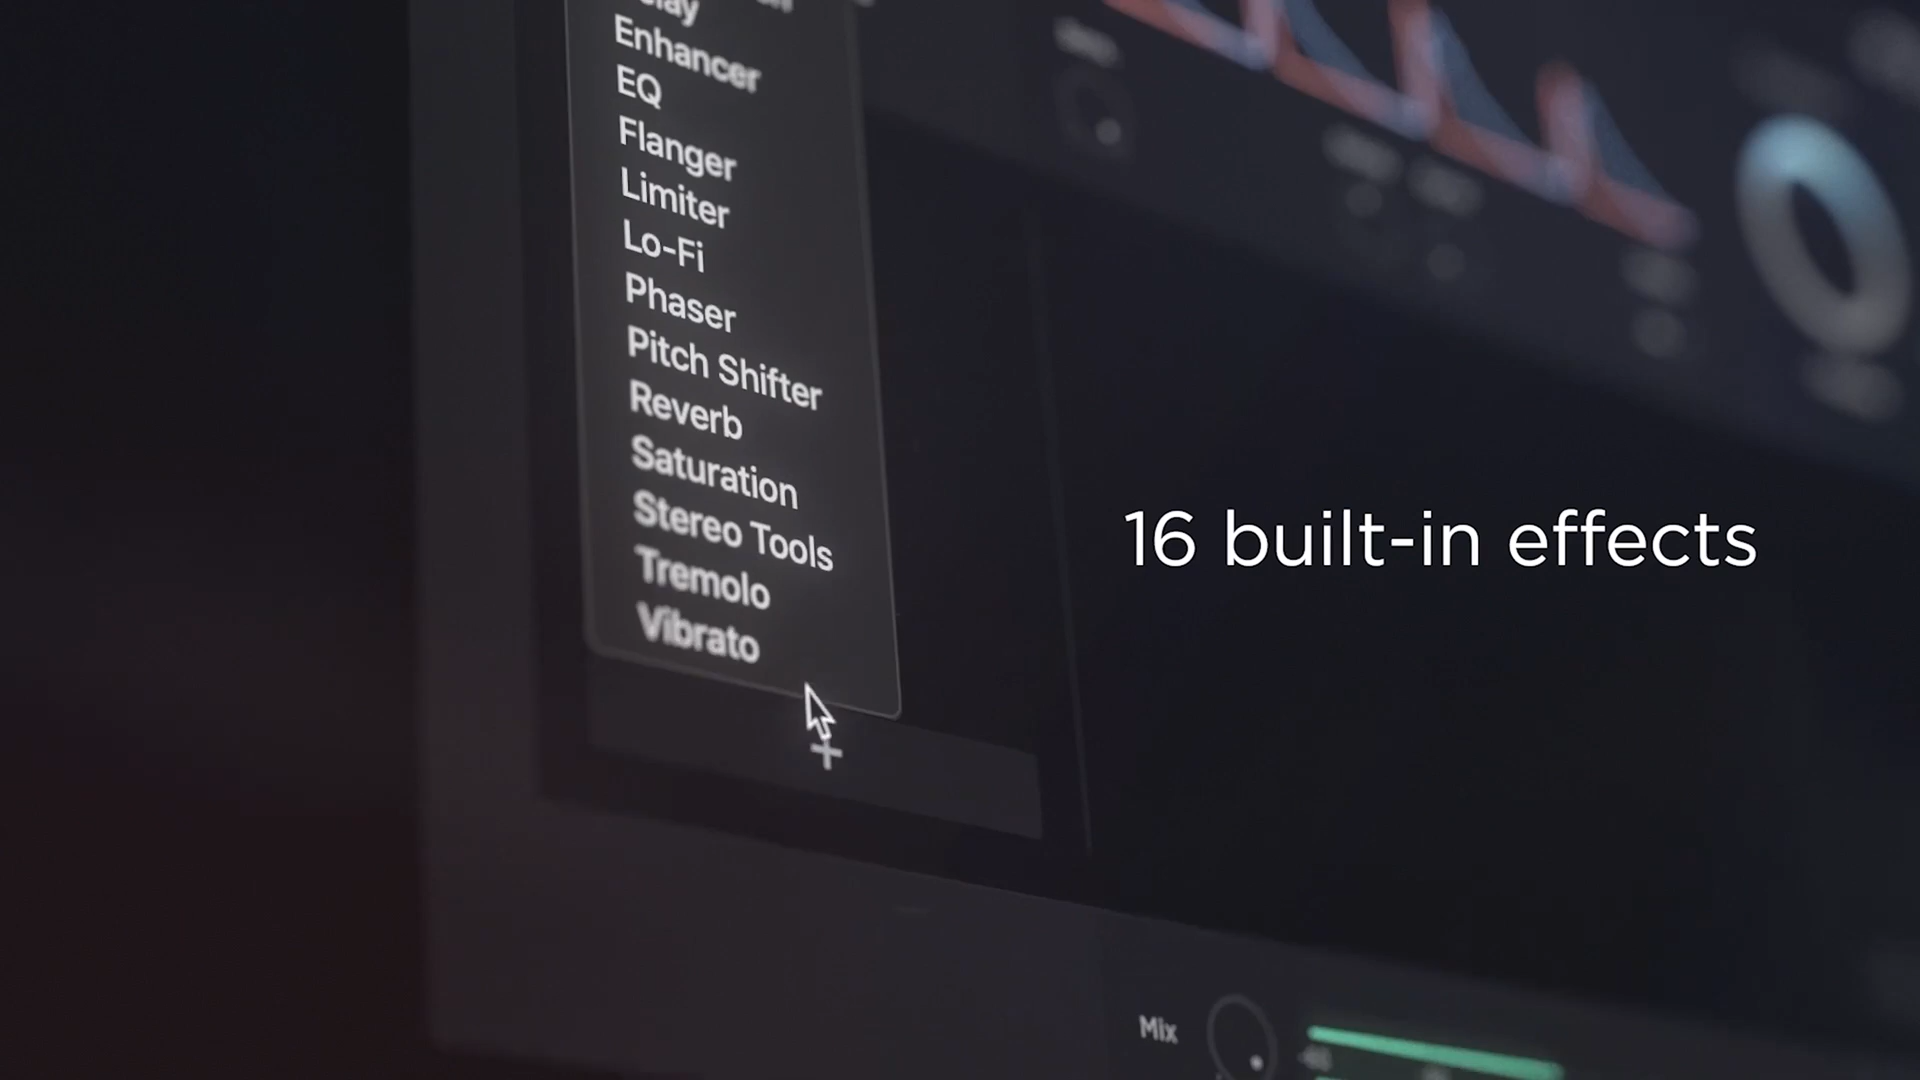 Enhancer
EQ
Flanger
Limiter
Lo-Fi
Phaser
Pitch Shifter
Reverb
Saturation
Stereo Tools
Tremolo
Vibrato
16 built-in effects
Mix